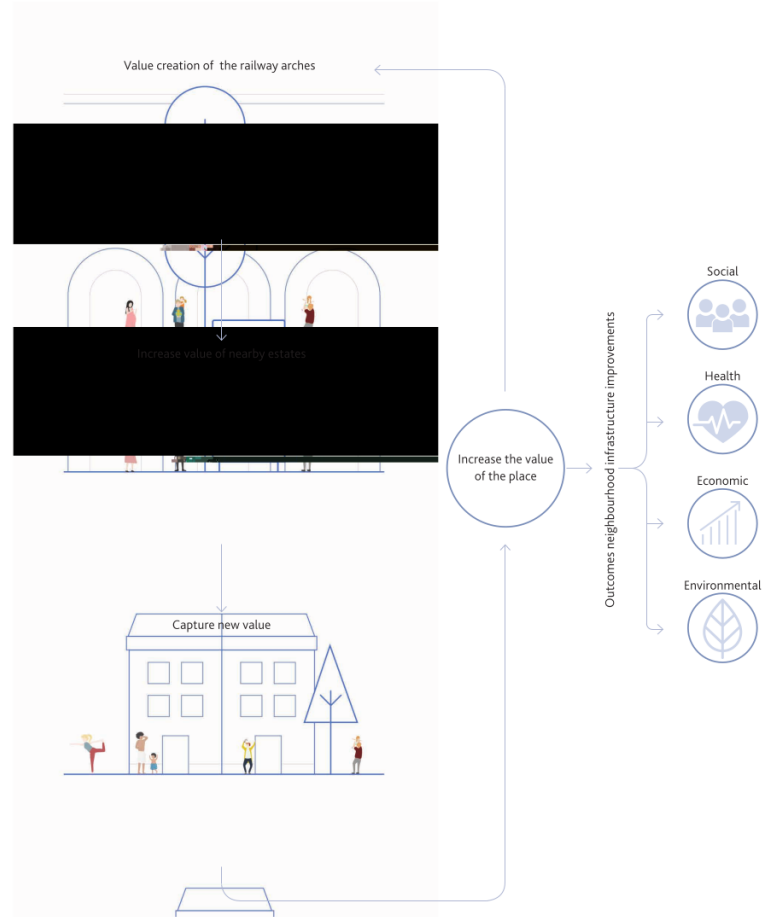 Value creation of the railway arches
Increase value of nearby estates
Capture new value
Increase the value
of the place
Outcomes neighbourhood infrastructure improvements
Social
Health
Economic
Environmental